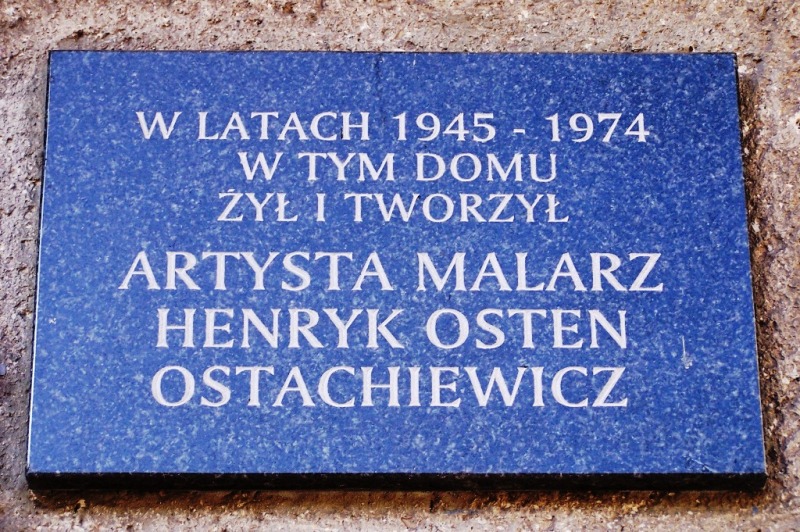 W LATACH 1945 - 1974
W TYM DOMU
ŻYŁ I TWORZYŁ
ARTYSTA MALARZ
HENRYK OSTEN
OSTACHIEWICZ